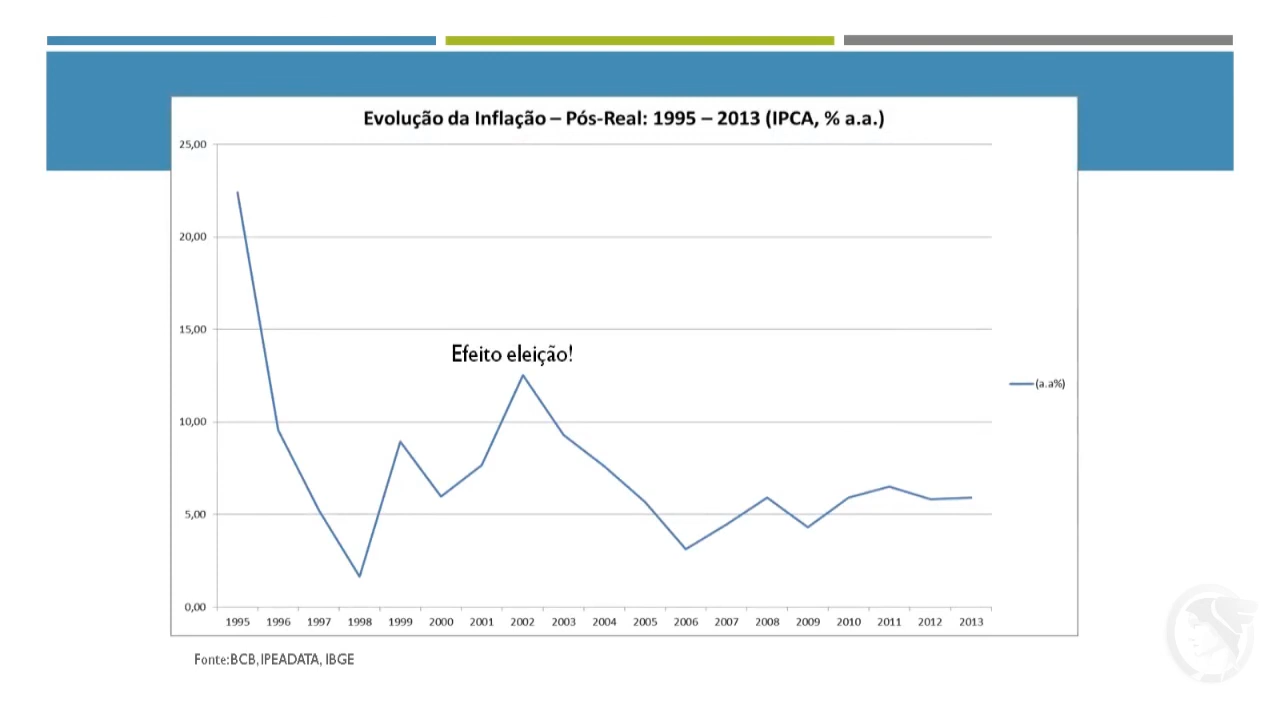 Evolução da Inflação – Pós-Real: 1995 – 2013 (IPCA, % a.a.)
25,00
20,00
15,00
Efeito eleição!
(a.a%)
10,00
5,00
0,00
1995 1996 1997 1998 1999 2000 2001 2002 2003 2004 2005 2006 2007 2008 2009 2010 2011 2012 2013
Fonte:BCB, IPEADATA, IBGE